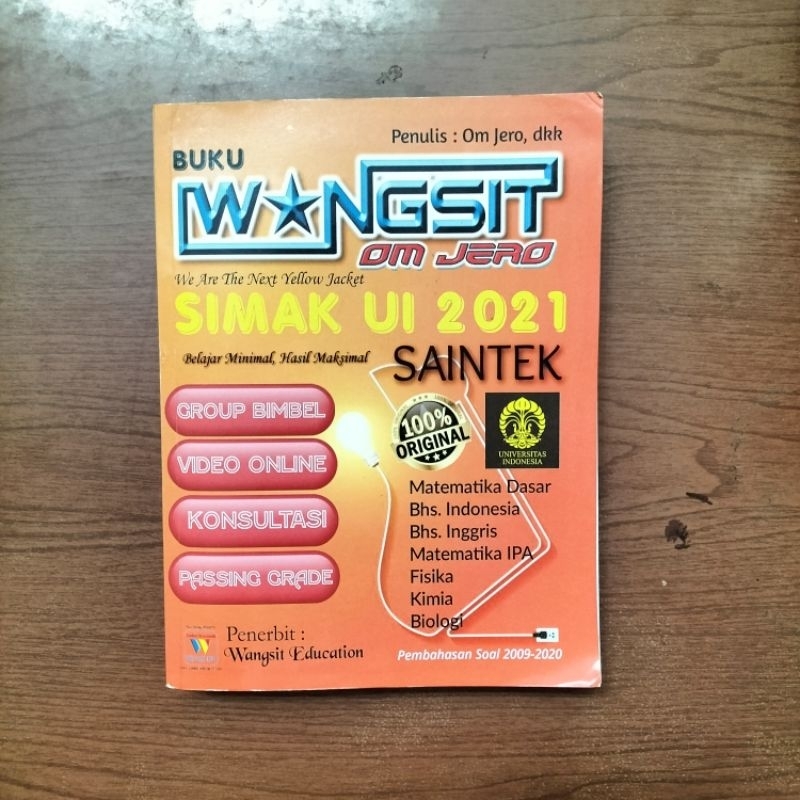 Penulis : Om Jero, dkk
BUKU
WANGSIT
OM JERO
We Are The Next Yellow Jacket
SIMAK UI 2021
Belajar Minimal, Hasil Maksimal
SAINTEK
GROUP BIMBEL
VIDEO ONLINE
KONSULTASI
PASSING GRADE
100%
ORIGINAL
UNIVERSITAS
INDONESIA
Matematika Dasar
Bhs. Indonesia
Bhs. Inggris
Matematika IPA
Fisika
Kimia
Biologi
Penerbit :
Wangsit Education
Pembahasan Soal 2009-2020